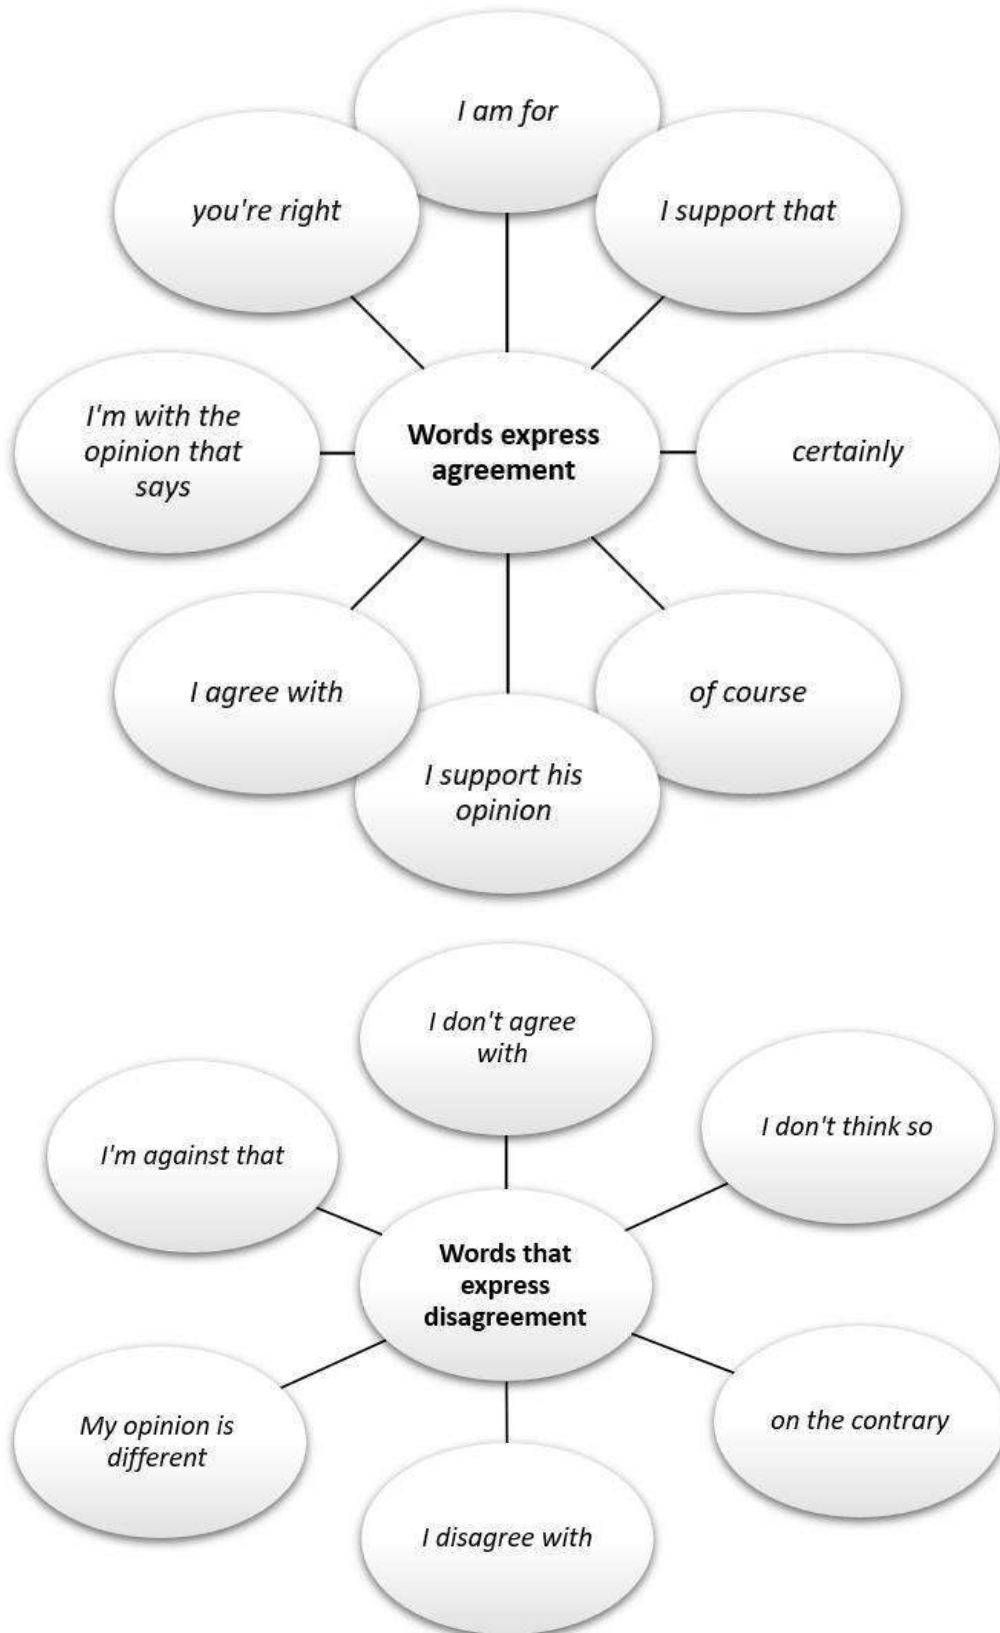 I am for
you're right
I support that
I'm with the
opinion that
says
Words express
agreement
certainly
I agree with
of course
I support his
opinion
I don't agree
with
I don't think so
I'm against that
Words that
express
disagreement
My opinion is
different
on the contrary
I disagree with